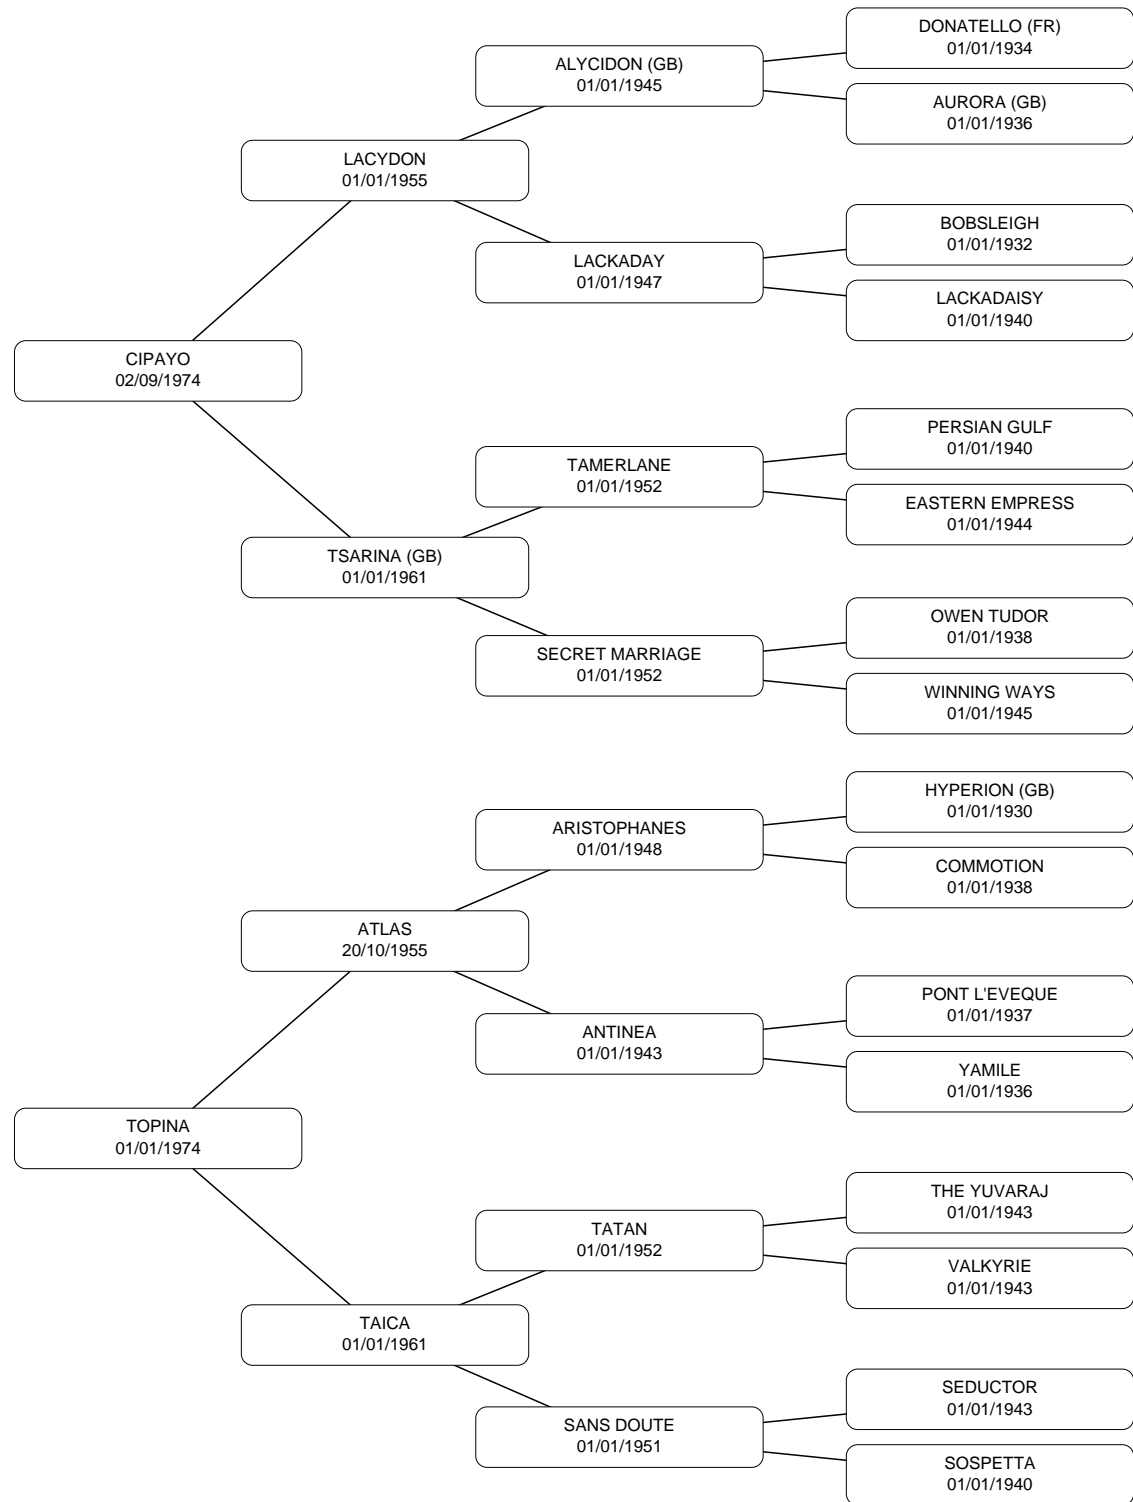 DONATELLO (FR)
01/01/1934
ALYCIDON (GB)
01/01/1945
AURORA (GB)
01/01/1936
LACYDON
01/01/1955
BOBSLEIGH
01/01/1932
LACKADAY
01/01/1947
LACKADAISY
01/01/1940
CIPAYO
02/09/1974
PERSIAN GULF
01/01/1940
TAMERLANE
01/01/1952
EASTERN EMPRESS
01/01/1944
TSARINA (GB)
01/01/1961
OWEN TUDOR
01/01/1938
SECRET MARRIAGE
01/01/1952
WINNING WAYS
01/01/1945
HYPERION (GB)
01/01/1930
ARISTOPHANES
01/01/1948
COMMOTION
01/01/1938
ATLAS
20/10/1955
PONT L'EVEQUE
01/01/1937
ANTINEA
01/01/1943
YAMILE
01/01/1936
TOPINA
01/01/1974
THE YUVARAJ
01/01/1943
TATAN
01/01/1952
VALKYRIE
01/01/1943
TAICA
01/01/1961
SEDUCTOR
01/01/1943
SANS DOUTE
01/01/1951
SOSPETTA
01/01/1940